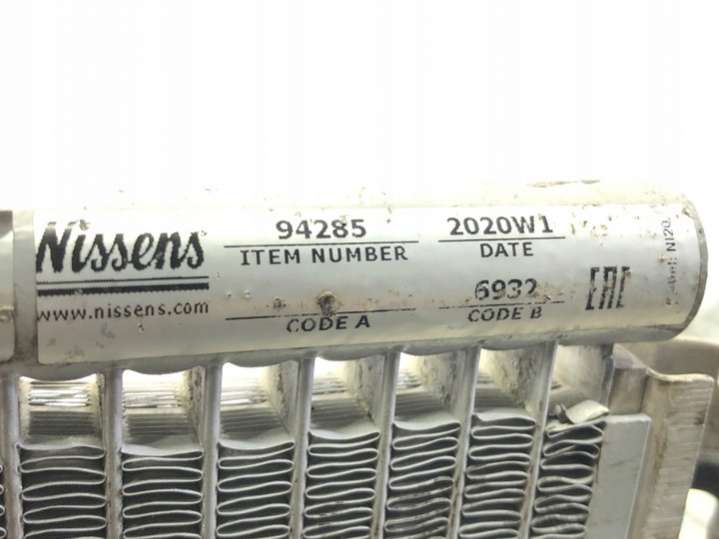 Nissens
www.nissens.com
94285
ITEM NUMBER
CODE A
2020W1
DATE
6932
CODE B
EAC